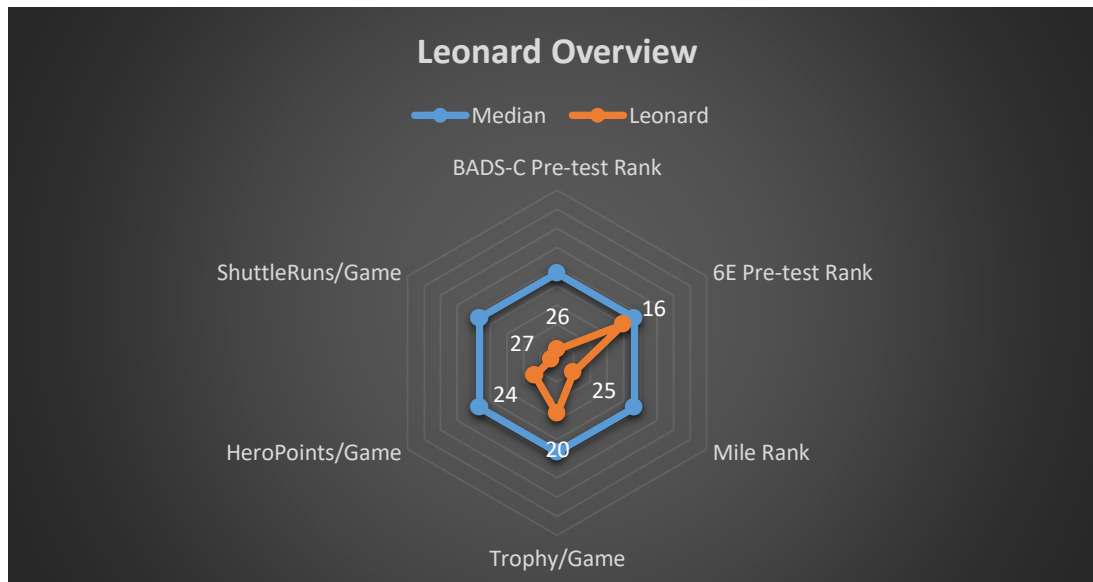 Leonard Overview
Median
Leonard
BADS-C Pre-test Rank
ShuttleRuns/Game
6E Pre-test Rank
26
16
27
24
25
20
HeroPoints/Game
Mile Rank
Trophy/Game